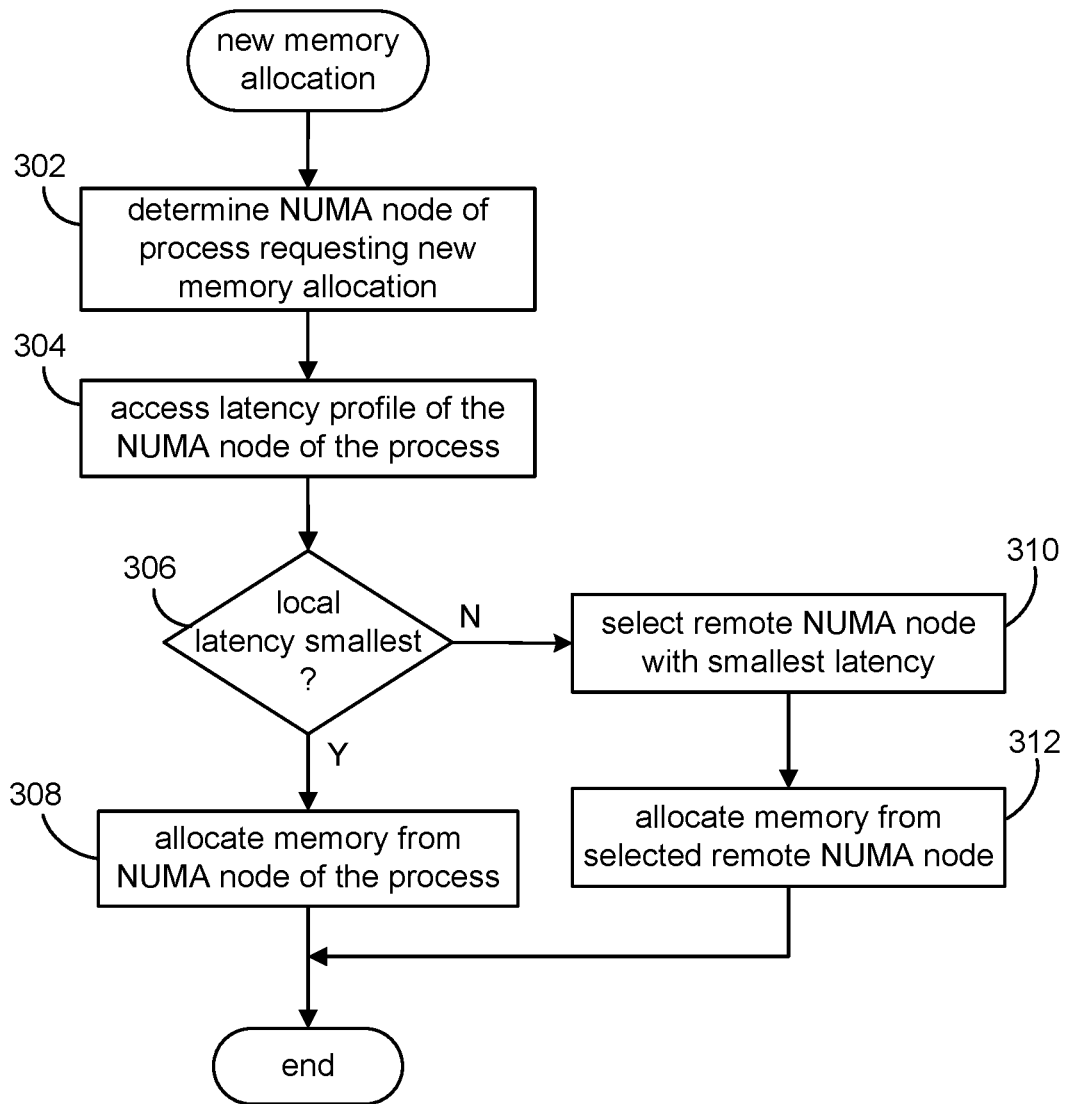 new memory
allocation
302
determine NUMA node of
process requesting new
memory allocation
304
access latency profile of the
NUMA node of the process
306
local
latency smallest
?
N
Y
310
select remote NUMA node
with smallest latency
312
allocate memory from
selected remote NUMA node
308
allocate memory from
NUMA node of the process
end